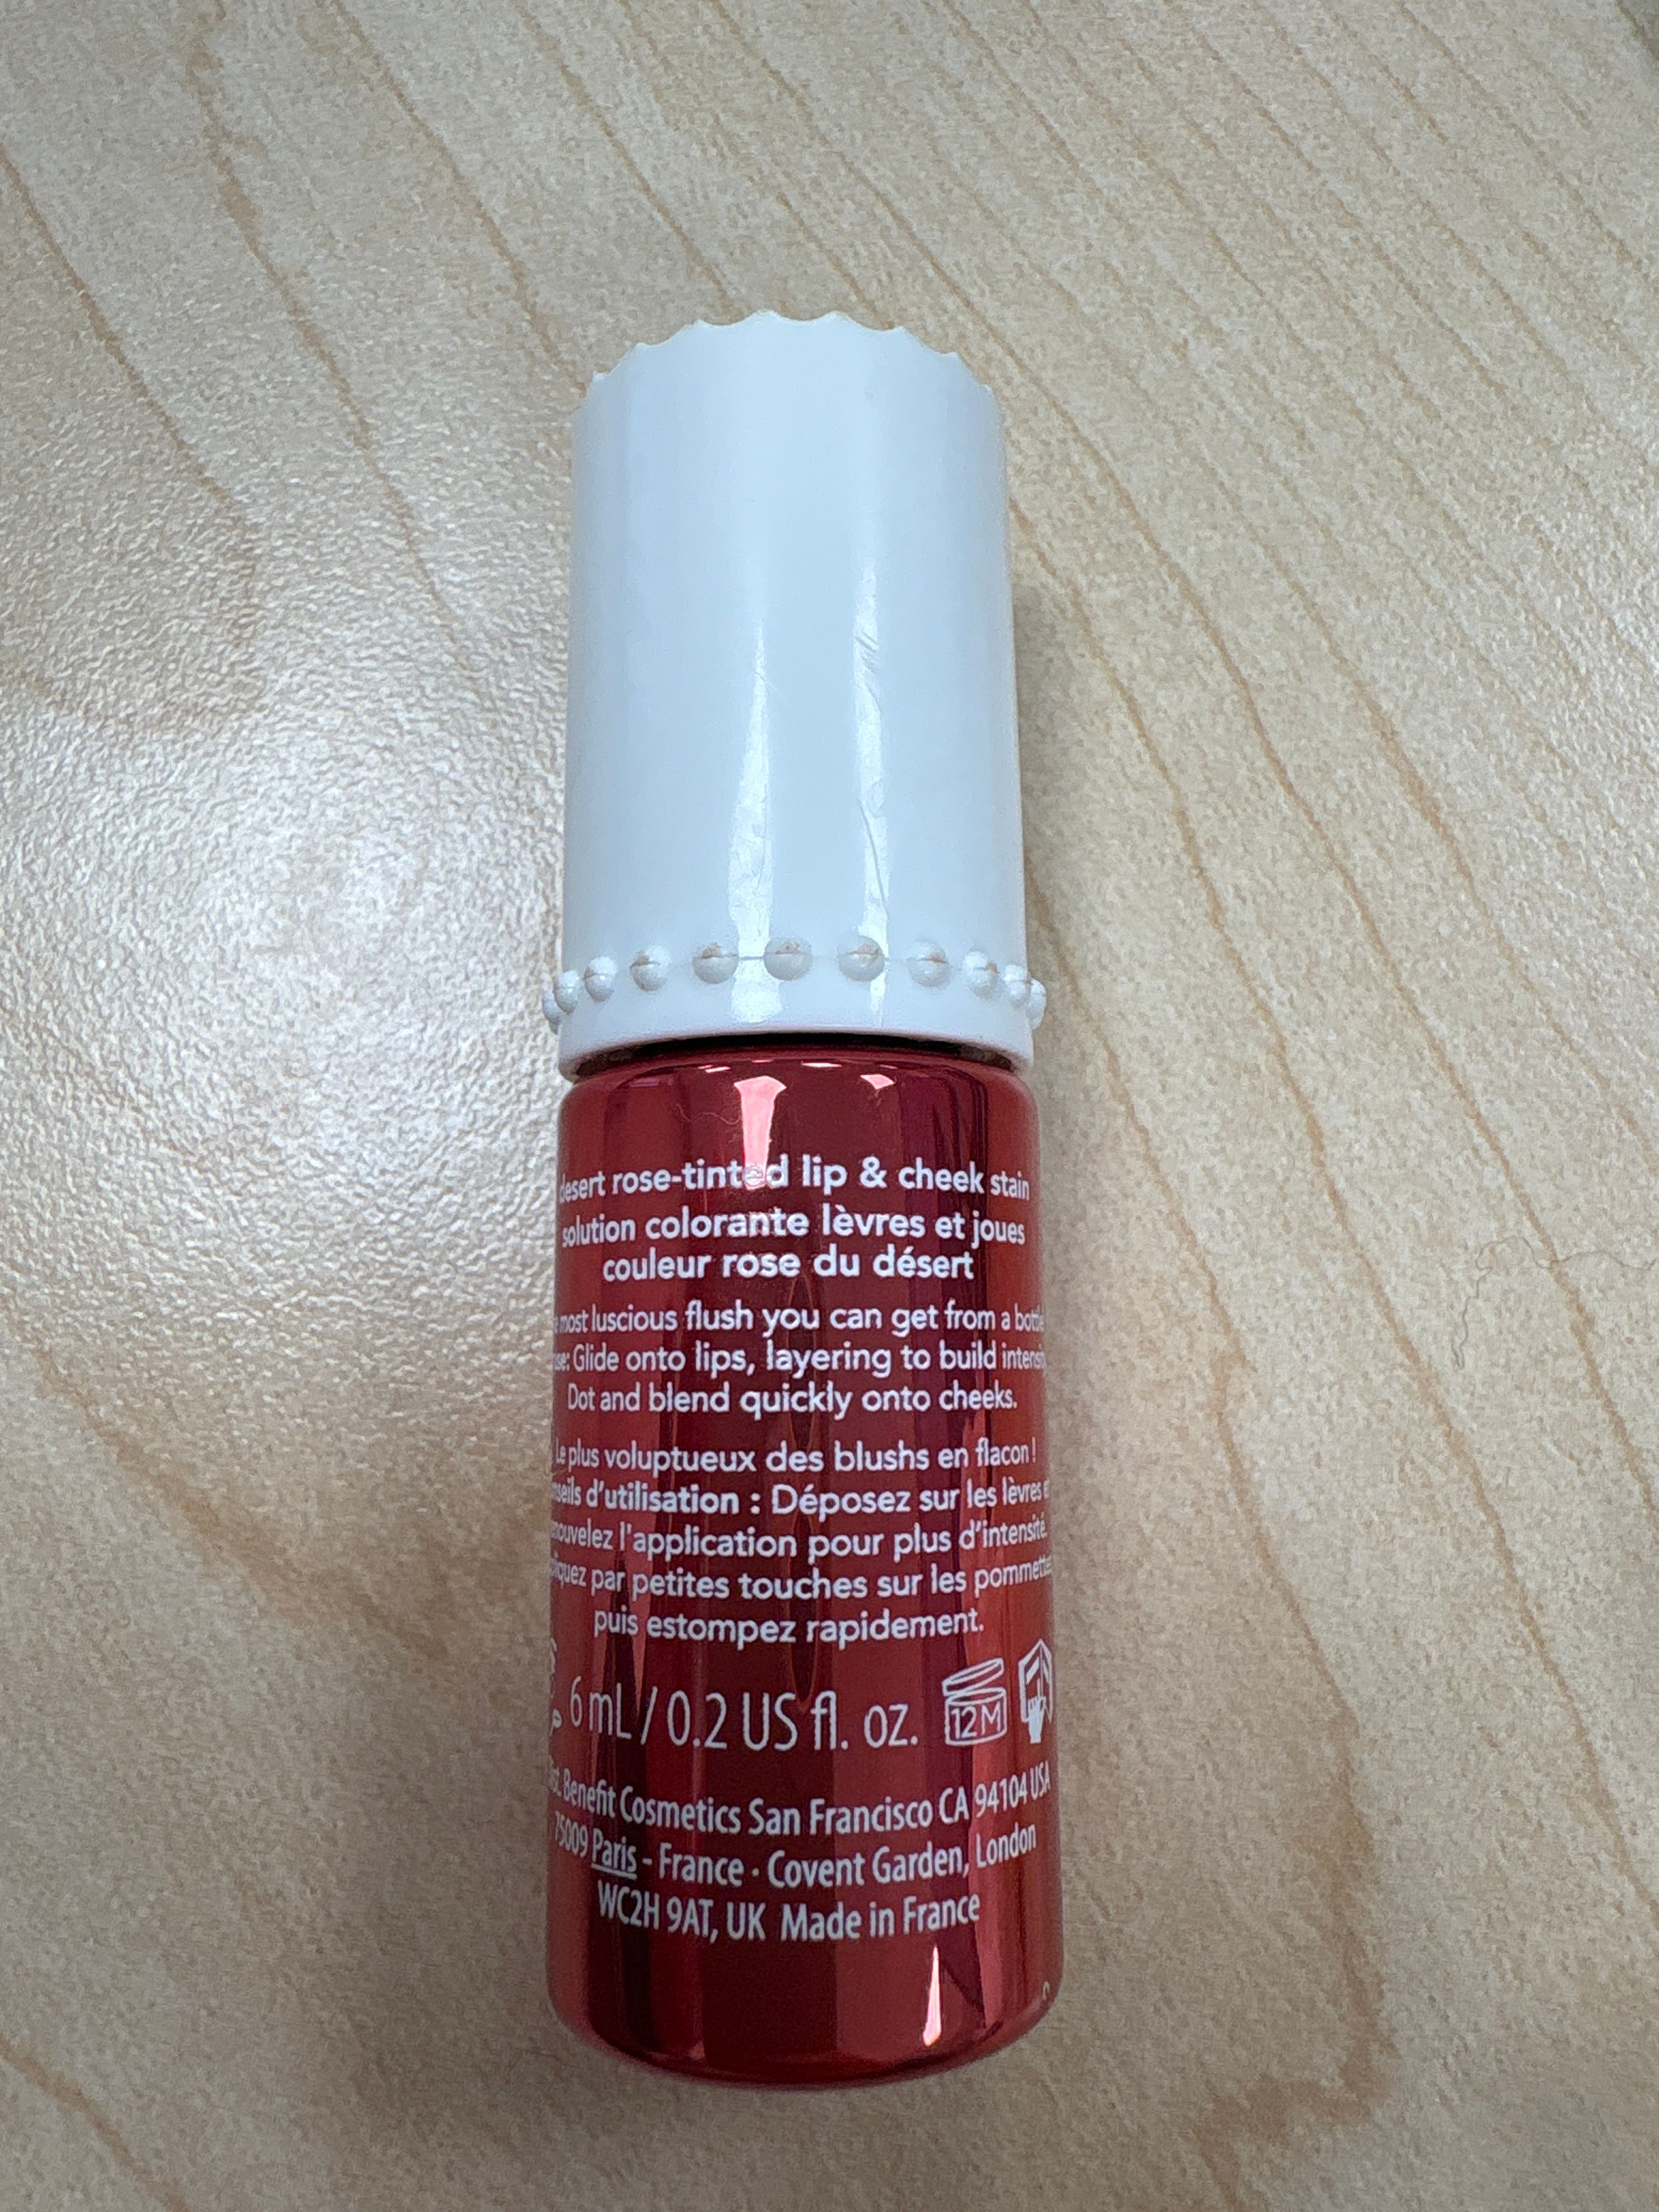 desert rose-tinted lip & cheek stain
solution colorante lèvres et joues
couleur rose du désert
most luscious flush you can get from a bottle
use: Glide onto lips, layering to build intensity
Dot and blend quickly onto cheeks.
Le plus voluptueux des blushs en flacon !
d'utilisation : Déposez sur les lèvres et
renouvelez l'application pour plus d'intensité.
par petites touches sur les pommettes
puis estompez rapidement.
6 mL / 0.2 US fl. oz. 12M
Benefit Cosmetics San Francisco CA 94104 USA
75009 Paris - France · Covent Garden, London
WC2H 9AT, UK Made in France